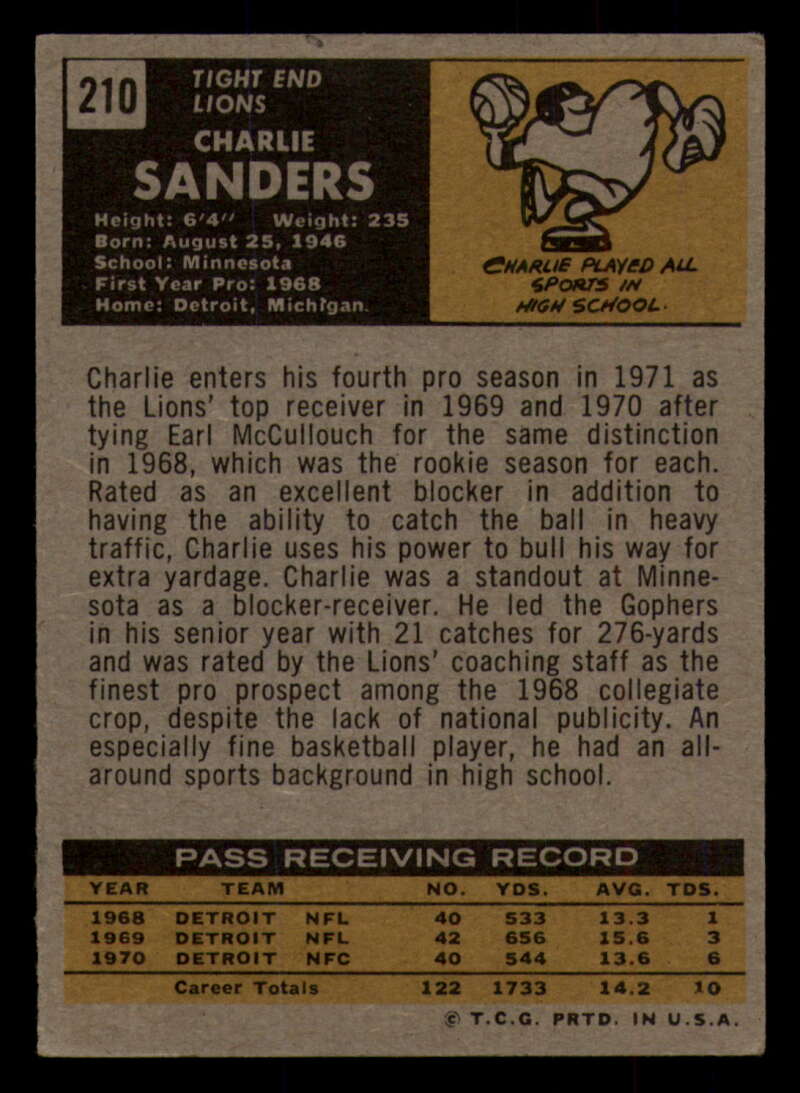 210
TIGHT END
LIONS
CHARLIE
SANDERS
Height: 6'4" Weight: 235
Born: August 25, 1946
School: Minnesota
First Year Pro: 1968
Home: Detroit, Michigan.
CHARLIE PLAYED ALL
SPORTS IN
HIGH SCHOOL.
Charlie enters his fourth pro season in 1971 as
the Lions' top receiver in 1969 and 1970 after
tying Earl McCullouch for the same distinction
in 1968, which was the rookie season for each.
Rated as an excellent blocker in addition to
having the ability to catch the ball in heavy
traffic, Charlie uses his power to bull his way for
extra yardage. Charlie was a standout at Minne-
sota as a blocker-receiver. He led the Gophers
in his senior year with 21 catches for 276-yards
and was rated by the Lions' coaching staff as the
finest pro prospect among the 1968 collegiate
crop, despite the lack of national publicity. An
especially fine basketball player, he had an all-
around sports background in high school.
PASS RECEIVING RECORD
YEAR TEAM NO. YDS. AVG. TDS.
1968 DETROIT NFL 40 533 13.3 1
1969 DETROIT NFL 42 656 15.6 3
1970 DETROIT NFC 40 544 13.6 6
Career Totals 122 1733 14.2 10
© T.C.G. PRTD. IN U.S.A.